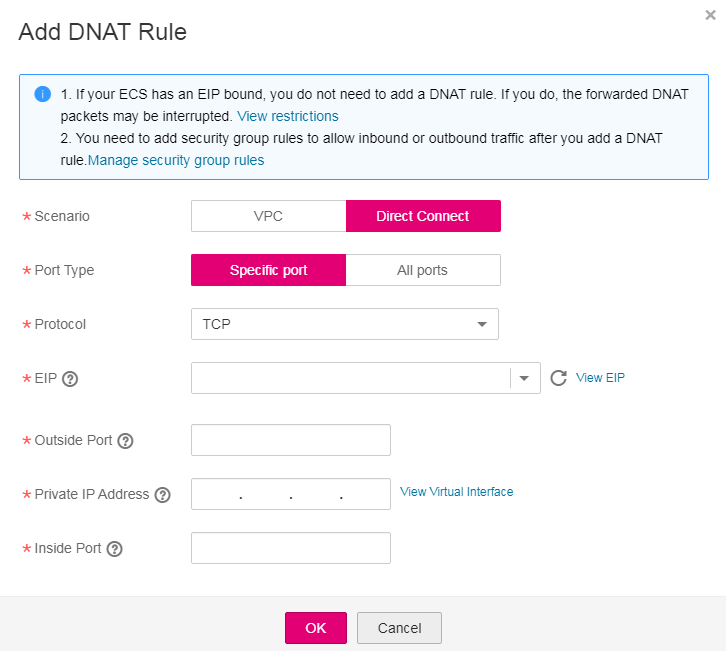 Add DNAT Rule
1. If your ECS has an EIP bound, you do not need to add a DNAT rule. If you do, the forwarded DNAT
packets may be interrupted. View restrictions
2. You need to add security group rules to allow inbound or outbound traffic after you add a DNAT
rule.Manage security group rules
* Scenario VPC Direct Connect
* Port Type Specific port All ports
* Protocol TCP
* EIP ? View EIP
* Outside Port ?
* Private IP Address ? . . . View Virtual Interface
* Inside Port ?
OK Cancel